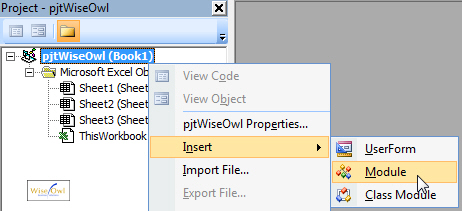 Project - pjtWiseOwl
pjtWiseOwl (Book1)
Microsoft Excel Ob
Sheet1 (Sheet
Sheet2 (Sheet
Sheet3 (Sheet
ThisWorkbook
View Code
View Object
pjtWiseOwl Properties...
Insert
Import File...
Export File...
UserForm
Module
Class Module
Wise Owl